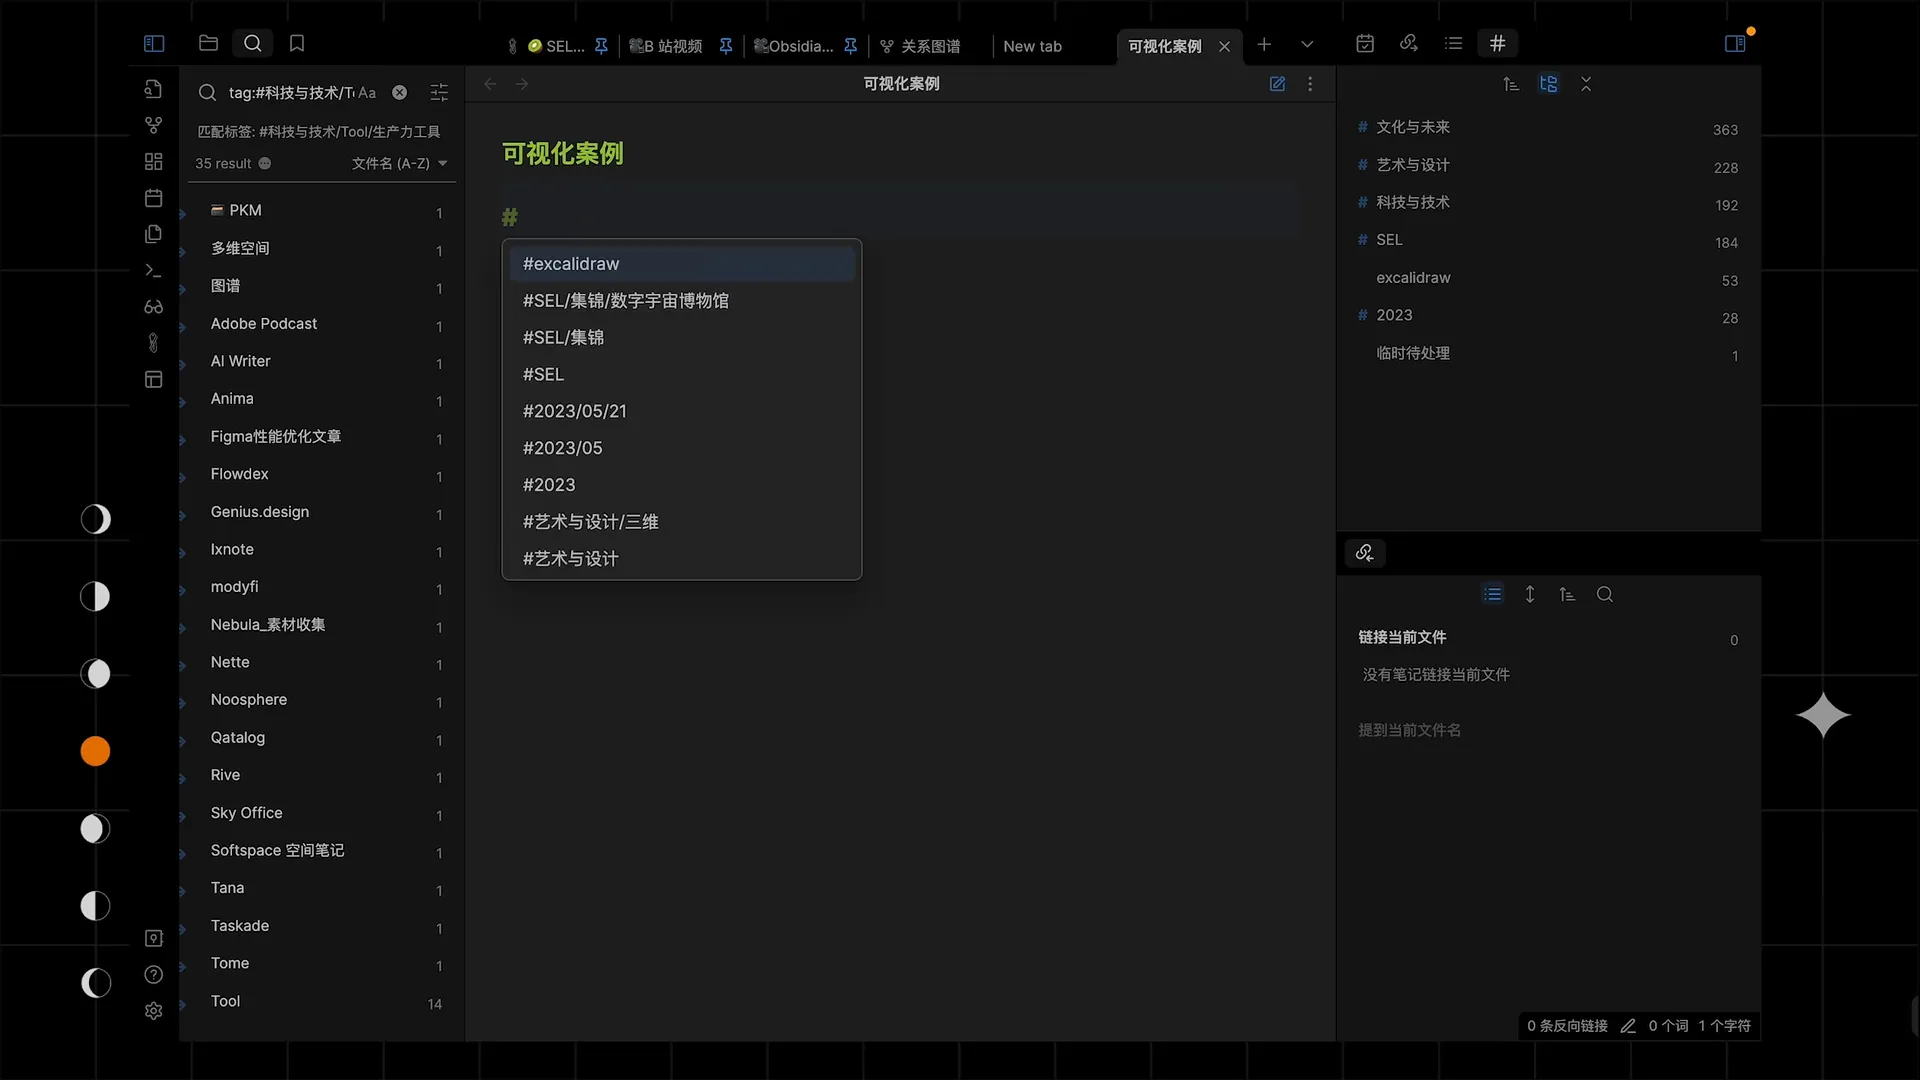 SEL...
B 站视频
Obsidia...
关系图谱
New tab
可视化案例
tag:#科技与技术/T
Aa
匹配标签: #科技与技术/Tool/生产力工具
35 result
文件名 (A-Z)
PKM 1
多维空间 1
图谱 1
Adobe Podcast 1
AI Writer 1
Anima 1
Figma性能优化文章 1
Flowdex 1
Genius.design 1
Ixnote 1
modyfi 1
Nebula_素材收集 1
Nette 1
Noosphere 1
Qatalog 1
Rive 1
Sky Office 1
Softspace 空间笔记 1
Tana 1
Taskade 1
Tome 1
Tool 14
可视化案例
可视化案例
#
#excalidraw
#SEL/集锦/数字宇宙博物馆
#SEL/集锦
#SEL
#2023/05/21
#2023/05
#2023
#艺术与设计/三维
#艺术与设计
# 文化与未来 363
# 艺术与设计 228
# 科技与技术 192
# SEL 184
excalidraw 53
# 2023 28
临时待处理 1
链接当前文件 0
没有笔记链接当前文件
提到当前文件名
0 条反向链接 0 个词 1 个字符